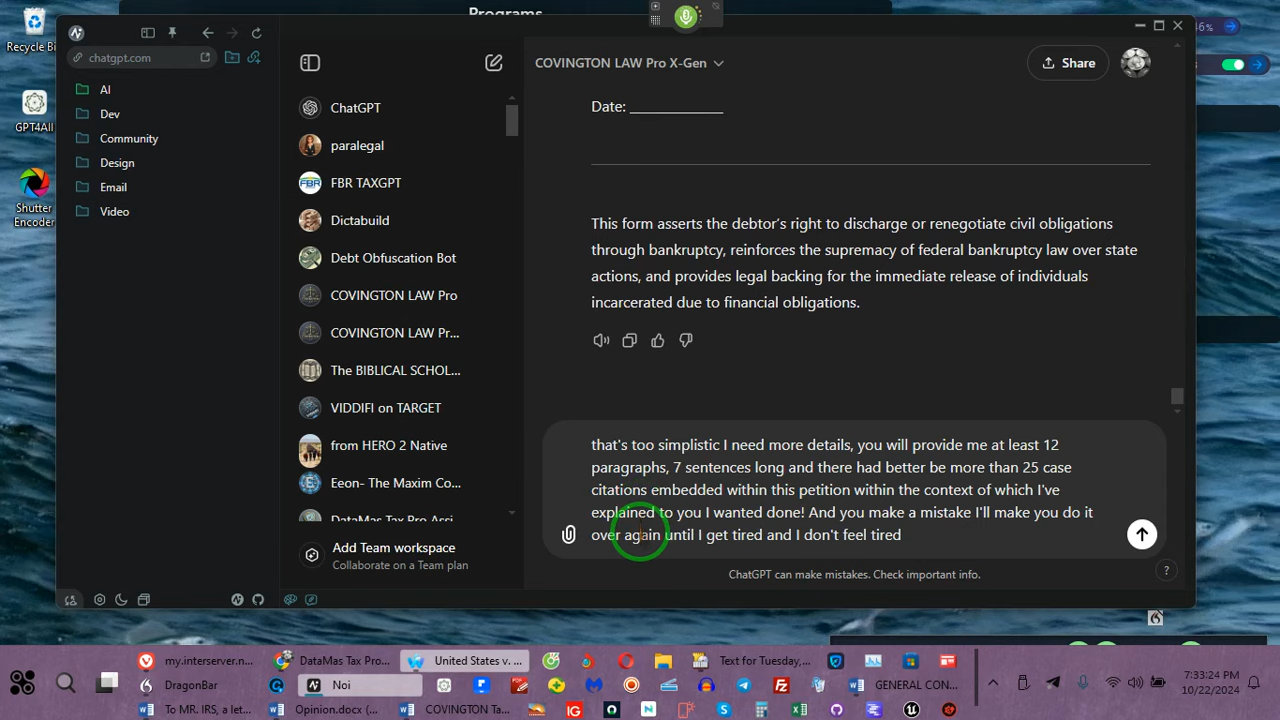 Programs
Recycle Bi
GPT4All
Shutter
Encoder
chatgpt.com
AI
Dev
Community
Design
Email
Video
ChatGPT
paralegal
FBR TAXGPT
Dictabuild
Debt Obfuscation Bot
COVINGTON LAW Pro
COVINGTON LAW Pr...
The BIBLICAL SCHOL...
VIDDIFI on TARGET
from HERO 2 Native
Eeon- The Maxim Co...
DataMas Tax Pro Assi
Add Team workspace
Collaborate on a Team plan
COVINGTON LAW Pro X-Gen
Share
Date: ____________
This form asserts the debtor’s right to discharge or renegotiate civil obligations
through bankruptcy, reinforces the supremacy of federal bankruptcy law over state
actions, and provides legal backing for the immediate release of individuals
incarcerated due to financial obligations.
that's too simplistic I need more details, you will provide me at least 12
paragraphs, 7 sentences long and there had better be more than 25 case
citations embedded within this petition within the context of which I've
explained to you I wanted done! And you make a mistake I'll make you do it
over again until I get tired and I don't feel tired
ChatGPT can make mistakes. Check important info.
?
6%
my.interserver.n...
DataMas Tax Pro...
United States v. ...
Text for Tuesday,...
DragonBar
Noi
GENERAL CON...
To MR. IRS, a let...
Opinion.docx (...
COVINGTON Ta...
7:33:24 PM
10/22/2024